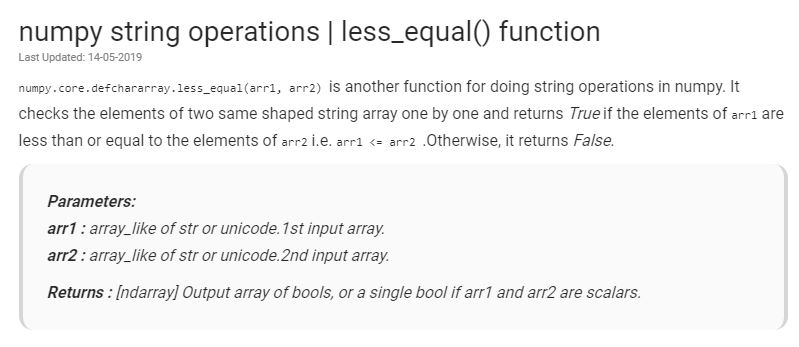 numpy string operations | less_equal() function
Last Updated: 14-05-2019
numpy.core.defchararray.less_equal(arr1, arr2) is another function for doing string operations in numpy. It
checks the elements of two same shaped string array one by one and returns True if the elements of arr1 are
less than or equal to the elements of arr2 i.e. arr1 <= arr2 .Otherwise, it returns False.
Parameters:
arr1 : array_like of str or unicode.1st input array.
arr2 : array_like of str or unicode.2nd input array.
Returns : [ndarray] Output array of bools, or a single bool if arr1 and arr2 are scalars.